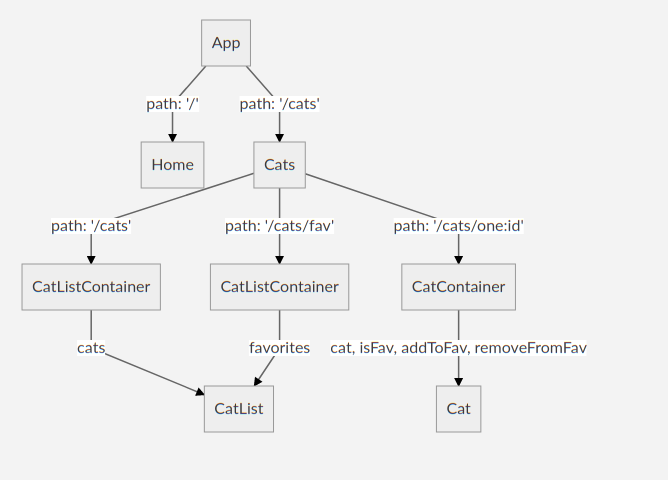 App
path: '/'
path: '/cats'
Home
Cats
path: '/cats'
path: '/cats/fav'
path: '/cats/one:id'
CatListContainer
CatListContainer
CatContainer
cats
favorites
cat, isFav, addToFav, removeFromFav
CatList
Cat